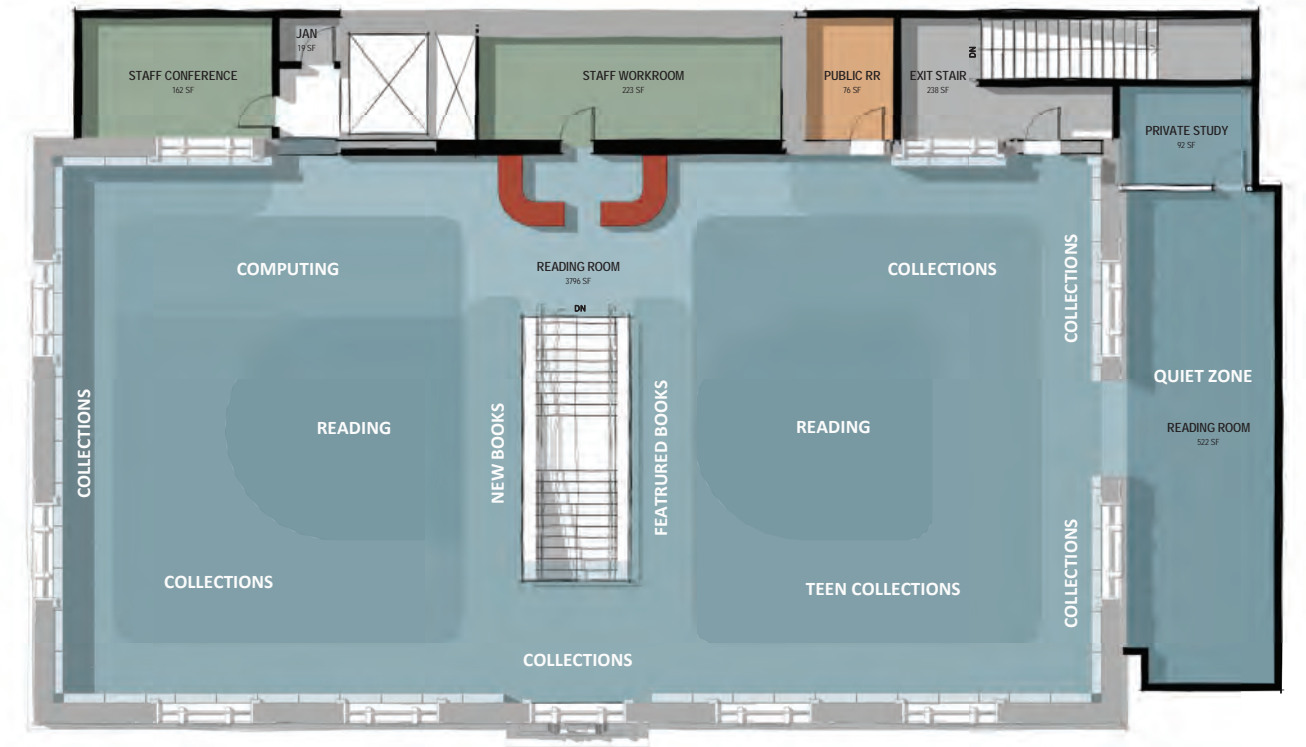 JAN
19 SF
STAFF CONFERENCE
162 SF
STAFF WORKROOM
223 SF
PUBLIC RR
76 SF
EXIT STAIR
238 SF
DN
PRIVATE STUDY
92 SF
COMPUTING
READING ROOM
3796 SF
DN
COLLECTIONS
COLLECTIONS
QUIET ZONE
READING ROOM
522 SF
COLLECTIONS
READING
NEW BOOKS
FEATRURED BOOKS
READING
COLLECTIONS
TEEN COLLECTIONS
COLLECTIONS
COLLECTIONS